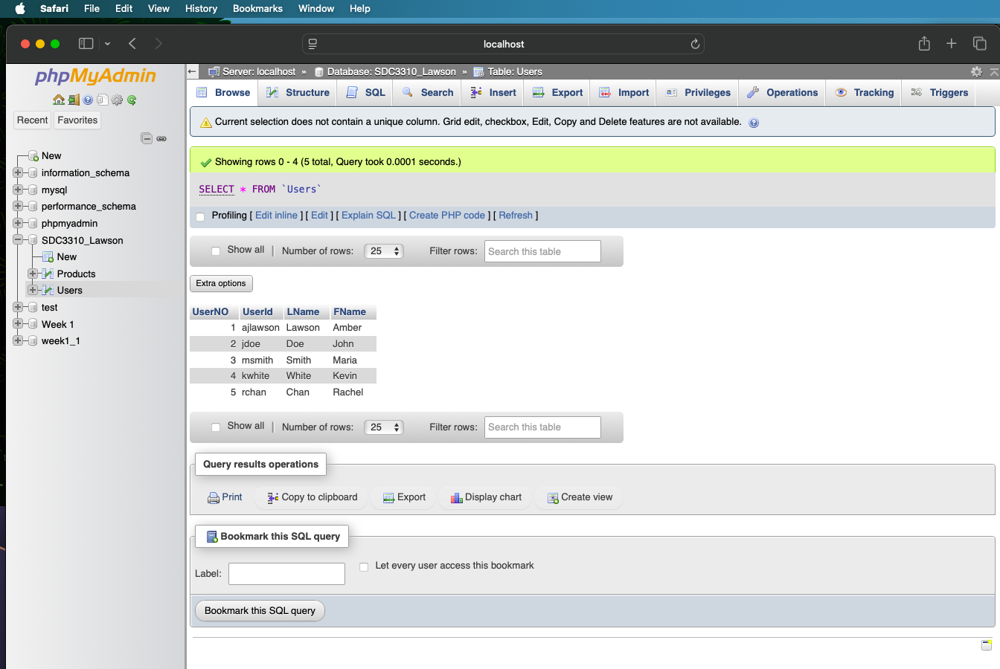 Safari File Edit View History Bookmarks Window Help
localhost
phpMyAdmin
Recent Favorites
New
information_schema
mysql
performance_schema
phpmyadmin
SDC3310_Lawson
New
Products
Users
test
Week 1
week1_1
Server: localhost » Database: SDC3310_Lawson » Table: Users
Browse Structure SQL Search Insert Export Import Privileges Operations Tracking Triggers
Current selection does not contain a unique column. Grid edit, checkbox, Edit, Copy and Delete features are not available.
Showing rows 0 - 4 (5 total, Query took 0.0001 seconds.)
SELECT * FROM `Users`
Profiling [ Edit inline ] [ Edit ] [ Explain SQL ] [ Create PHP code ] [ Refresh ]
Show all | Number of rows: 25 Filter rows: Search this table
Extra options
UserNO UserId LName FName
1 ajlawson Lawson Amber
2 jdoe Doe John
3 msmith Smith Maria
4 kwhite White Kevin
5 rchan Chan Rachel
Show all | Number of rows: 25 Filter rows: Search this table
Query results operations
Print Copy to clipboard Export Display chart Create view
Bookmark this SQL query
Label: Let every user access this bookmark
Bookmark this SQL query